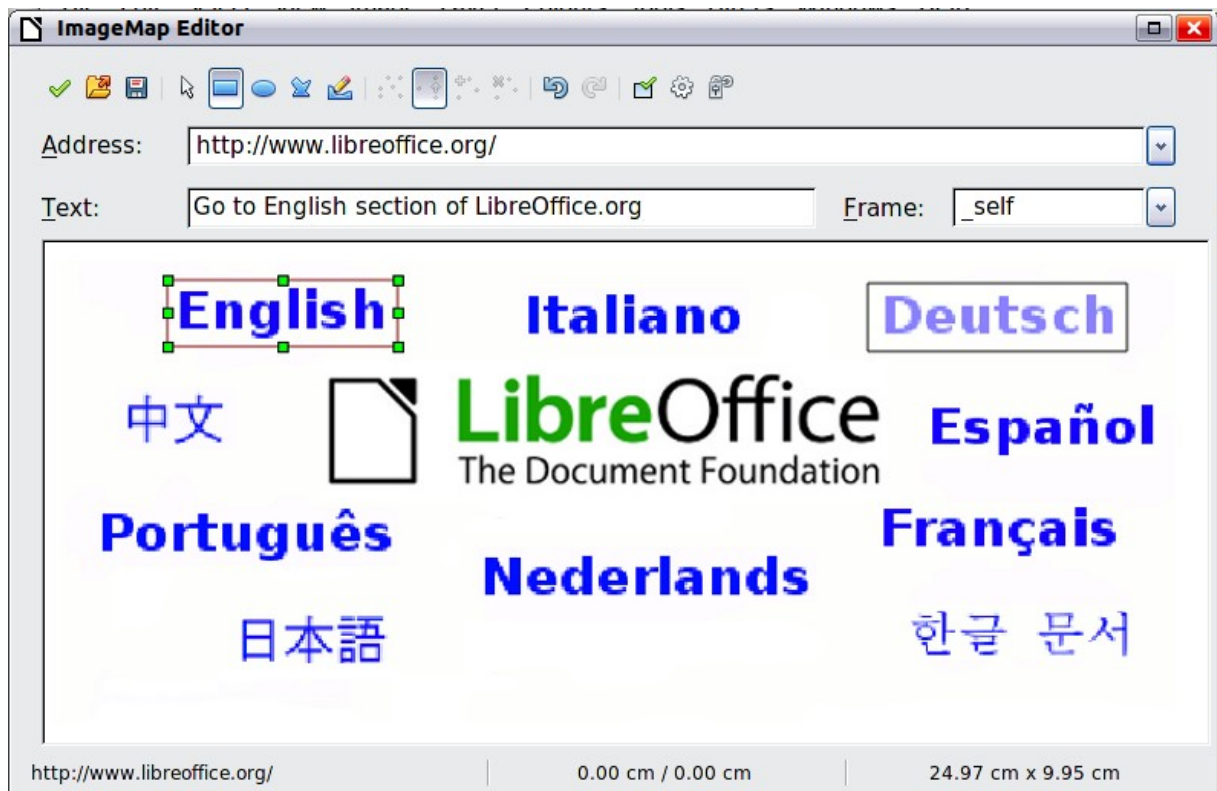 ImageMap Editor
Address: http://www.libreoffice.org/
Text: Go to English section of LibreOffice.org Frame: _self
English Italiano Deutsch
中文 LibreOffice Español
The Document Foundation
Português Français
Nederlands
日本語 한글 문서
http://www.libreoffice.org/ 0.00 cm / 0.00 cm 24.97 cm x 9.95 cm